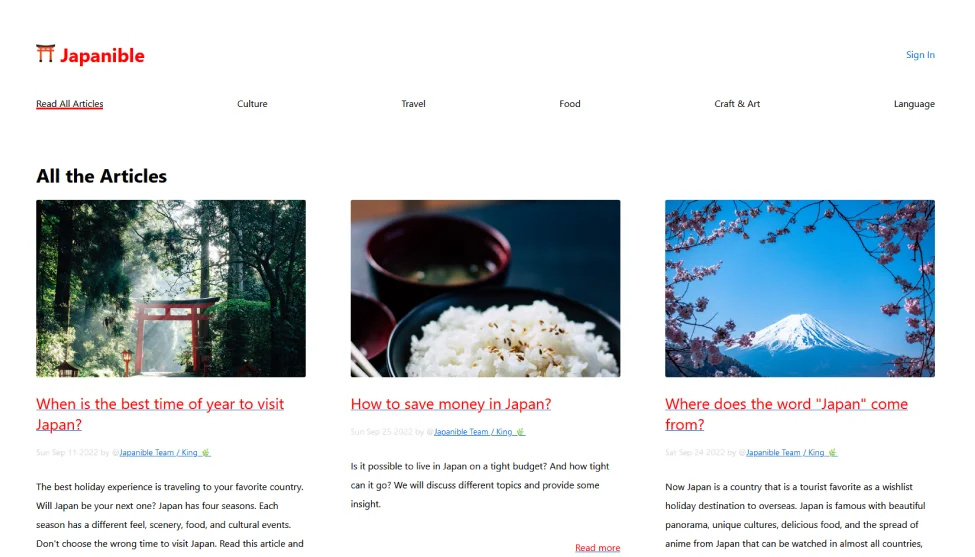 Japanible
Sign In
Read All Articles
Culture
Travel
Food
Craft & Art
Language
All the Articles
When is the best time of year to visit
Japan?
Sun Sep 11 2022 by @Japanible Team / King 🌿
The best holiday experience is traveling to your favorite country.
Will Japan be your next one? Japan has four seasons. Each
season has a different feel, scenery, food, and cultural events.
Don't choose the wrong time to visit Japan. Read this article and
How to save money in Japan?
Sun Sep 25 2022 by @Japanible Team / King 🌿
Is it possible to live in Japan on a tight budget? And how tight
can it go? We will discuss different topics and provide some
insight.
Read more
Where does the word "Japan" come
from?
Sat Sep 24 2022 by @Japanible Team / King 🌿
Now Japan is a country that is a tourist favorite as a wishlist
holiday destination to overseas. Japan is famous with beautiful
panorama, unique cultures, delicious food, and the spread of
anime from Japan that can be watched in almost all countries,